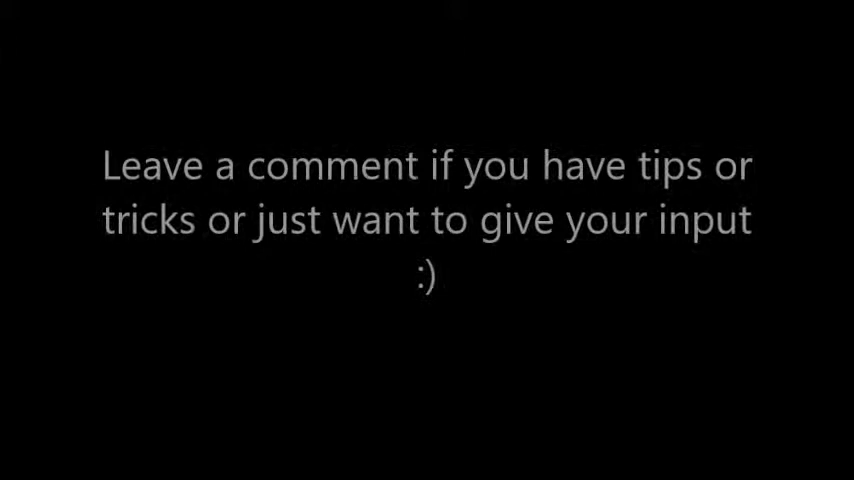 Leave a comment if you have tips or
tricks or just want to give your input
:)